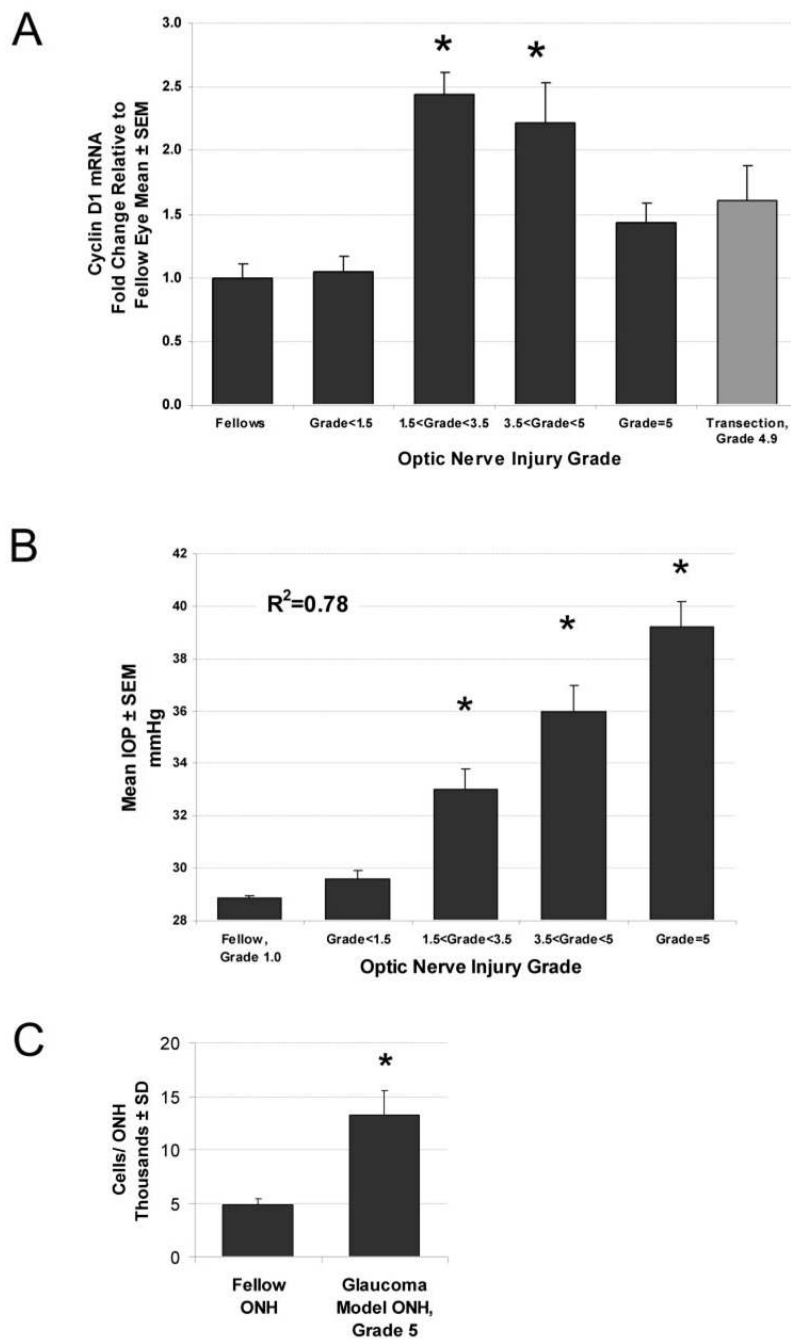 A
Cyclin D1 mRNA
Fold Change Relative to
Fellow Eye Mean ± SEM
3.0
2.5
2.0
1.5
1.0
0.5
0.0
*
*
Fellows
Grade<1.5
1.5<Grade<3.5
3.5<Grade<5
Grade=5
Transection,
Grade 4.9
Optic Nerve Injury Grade
B
Mean IOP ± SEM
mmHg
42
40
38
36
34
32
30
28
R²=0.78
*
*
*
Fellow,
Grade 1.0
Grade<1.5
1.5<Grade<3.5
3.5<Grade<5
Grade=5
Optic Nerve Injury Grade
C
Cells/ ONH
Thousands ± SD
20
15
10
5
0
*
Fellow
ONH
Glaucoma
Model ONH,
Grade 5